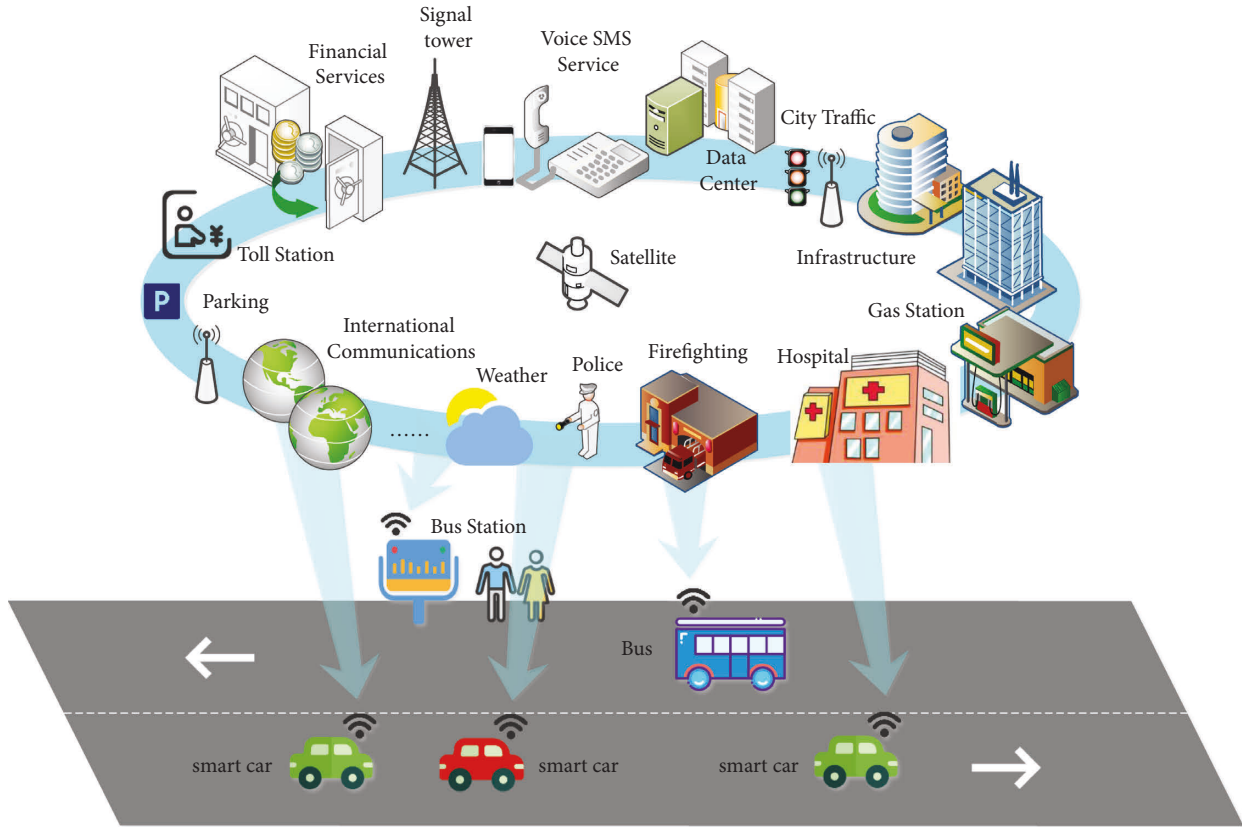 Signal
tower
Voice SMS
Service
Financial
Services
City Traffic
Data
Center
Toll Station
¥
Satellite
Infrastructure
P
Parking
Gas Station
International
Communications
Weather
Police
Firefighting
Hospital
......
Bus Station
Bus
smart car
smart car
smart car